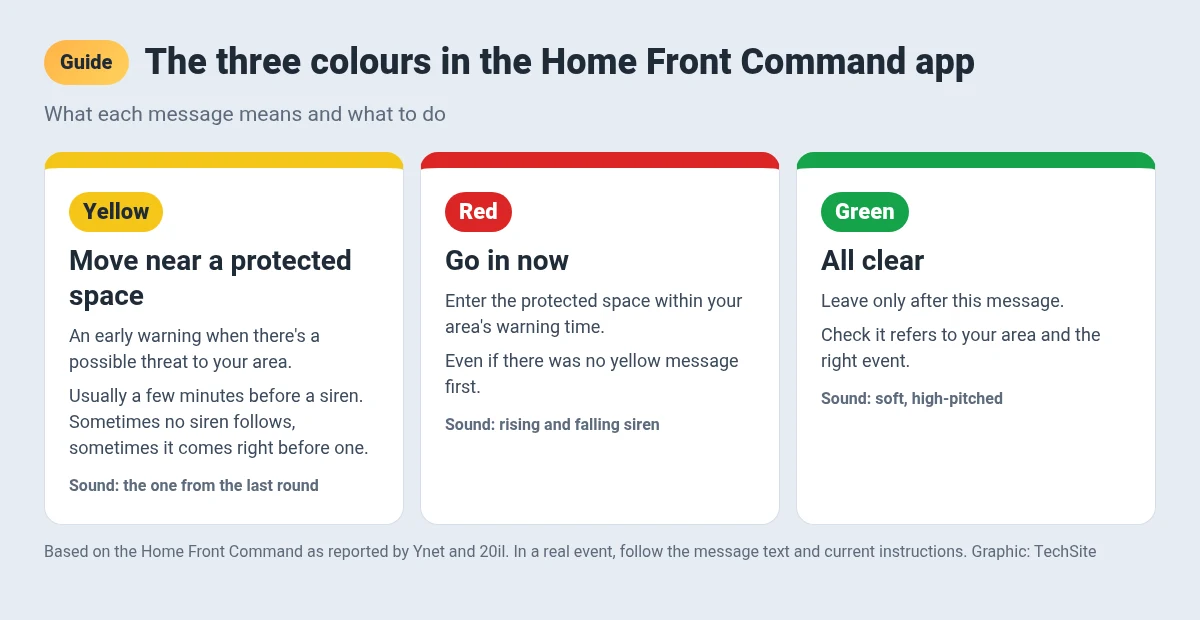 Guide
The three colours in the Home Front Command app
What each message means and what to do
Yellow
Move near a protected
space
An early warning when there's a
possible threat to your area.
Usually a few minutes before a siren.
Sometimes no siren follows,
sometimes it comes right before one.
Sound: the one from the last round
Red
Go in now
Enter the protected space within your
area's warning time.
Even if there was no yellow message
first.
Sound: rising and falling siren
Green
All clear
Leave only after this message.
Check it refers to your area and the
right event.
Sound: soft, high-pitched
Based on the Home Front Command as reported by Ynet and 20il. In a real event, follow the message text and current instructions. Graphic: TechSite